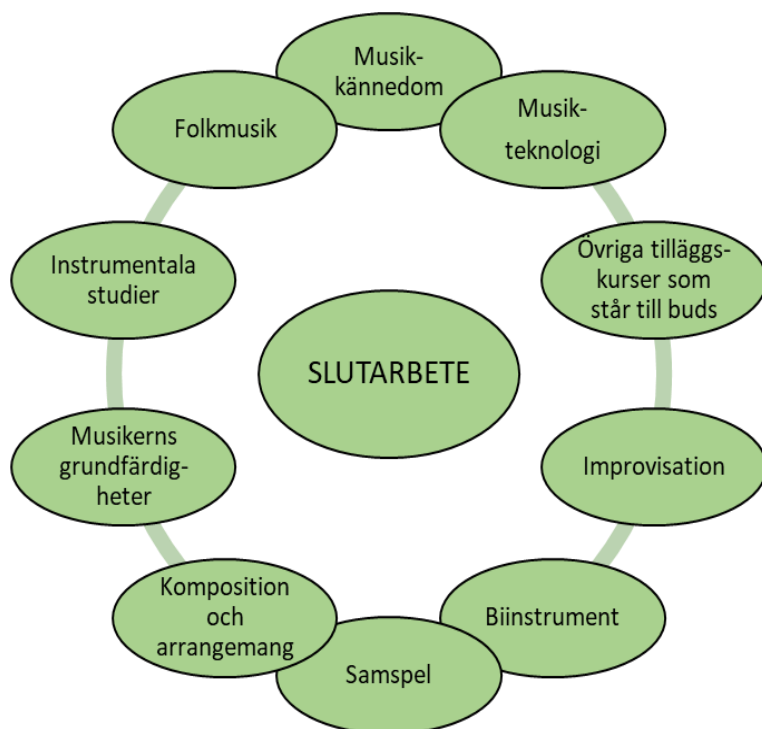 Musik-
kännedom
Musik-
teknologi
Övriga tilläggs-
kurser som
står till buds
Improvisation
Biinstrument
Samspel
Komposition
och
arrangemang
Musikerns
grundfärdig-
heter
Instrumentala
studier
Folkmusik
SLUTARBETE